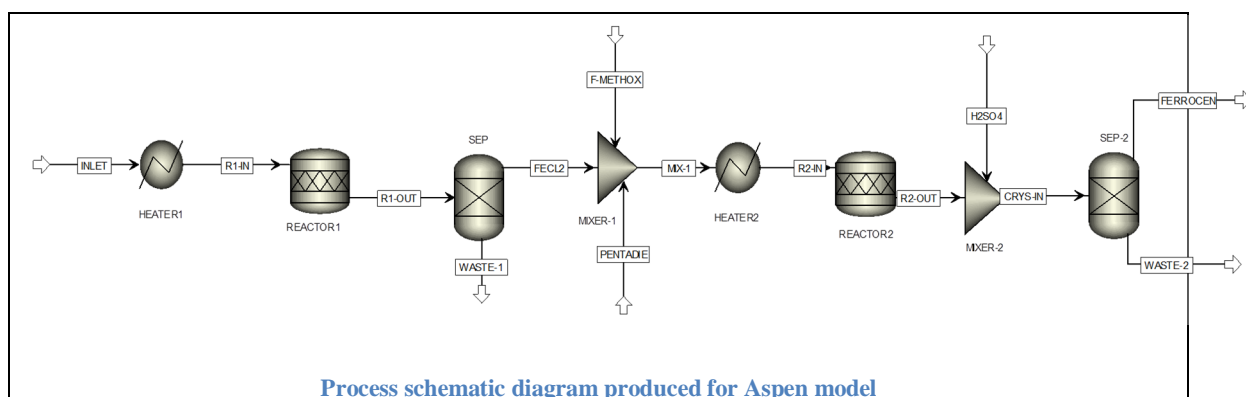 F-METHOX
H2SO4
FERROCEN
SEP
SEP-2
INLET
R1-IN
FECL2
MIX-1
R2-IN
R1-OUT
R2-OUT
CRYS-IN
HEATER1
REACTOR1
MIXER-1
HEATER2
REACTOR2
MIXER-2
PENTADIE
WASTE-1
WASTE-2
Process schematic diagram produced for Aspen model